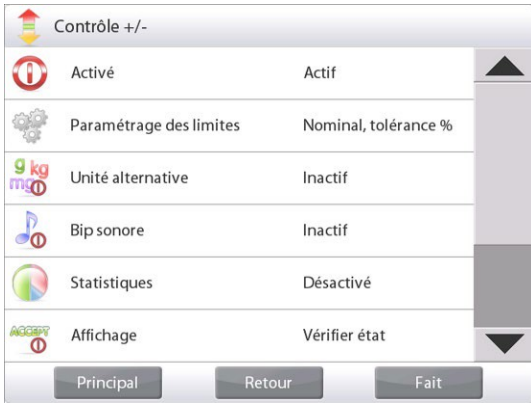 Contrôle +/-
Activé Actif
Paramétrage des limites Nominal, tolérance %
g kg mg
Unité alternative Inactif
Bip sonore Inactif
Statistiques Désactivé
ACCEPT
Affichage Vérifier état
Principal Retour Fait